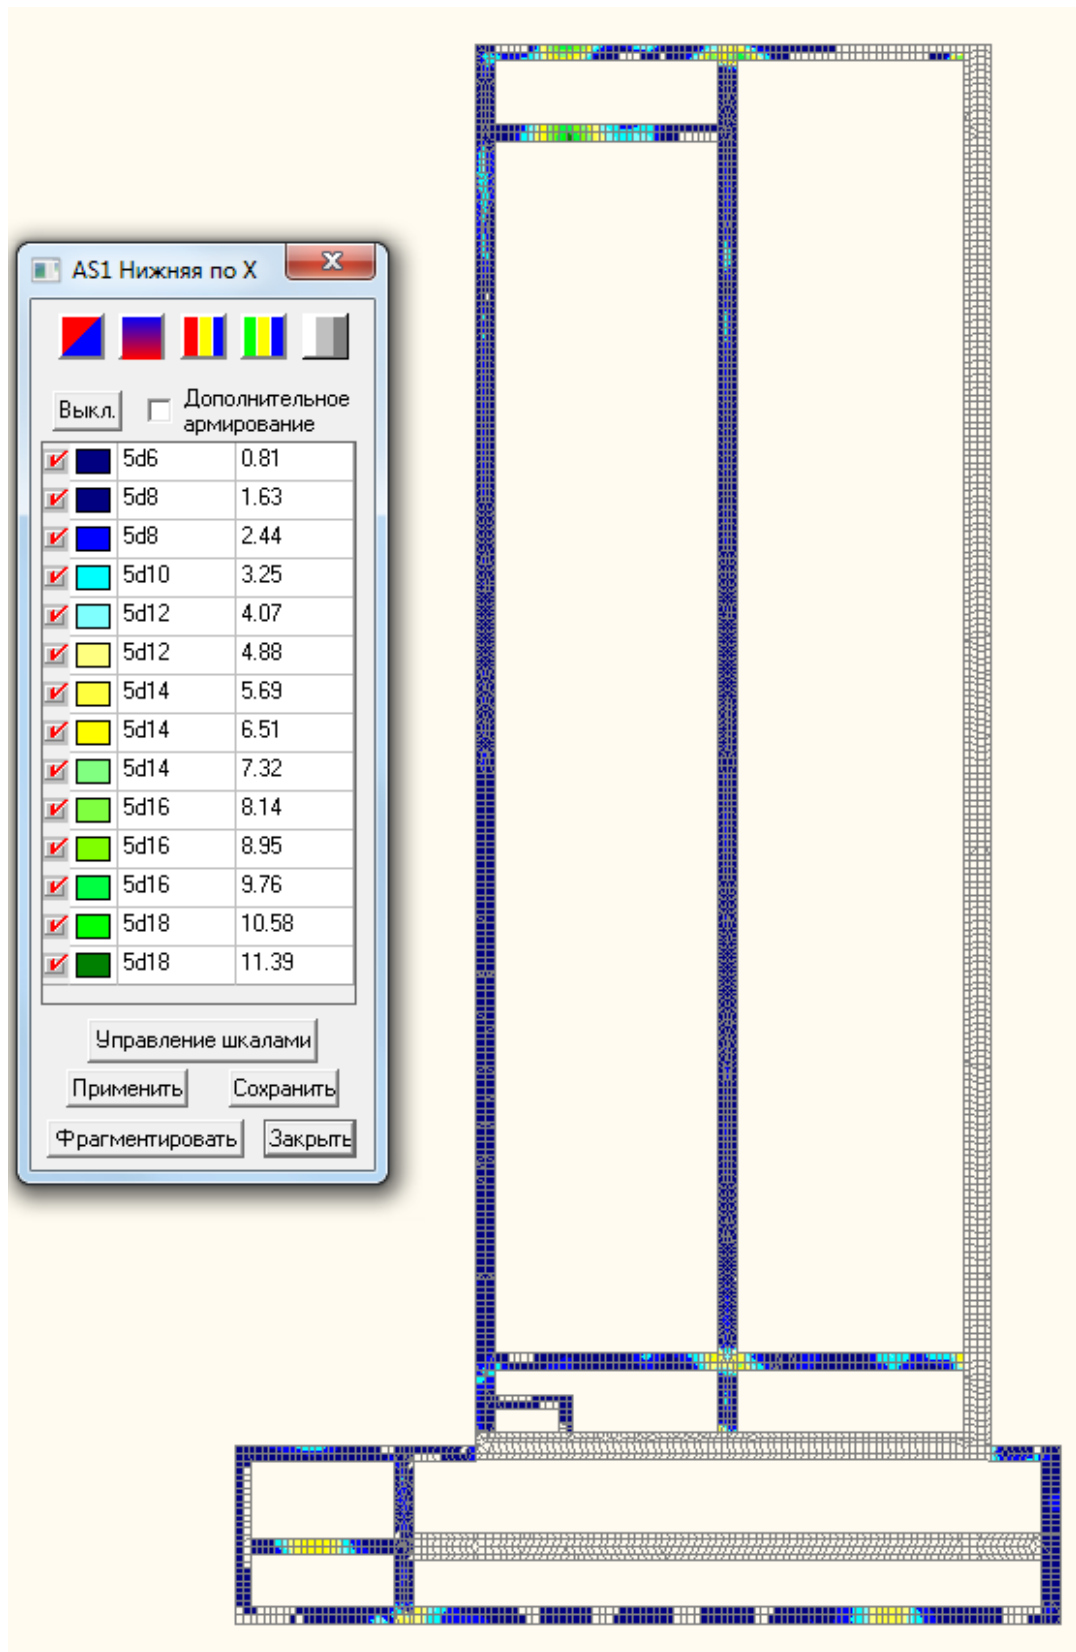 AS1 Нижняя по X
Выкл.
Дополнительное
армирование
5d6 0.81
5d8 1.63
5d8 2.44
5d10 3.25
5d12 4.07
5d12 4.88
5d14 5.69
5d14 6.51
5d14 7.32
5d16 8.14
5d16 8.95
5d16 9.76
5d18 10.58
5d18 11.39
Управление шкалами
Применить Сохранить
Фрагментировать Закрыть